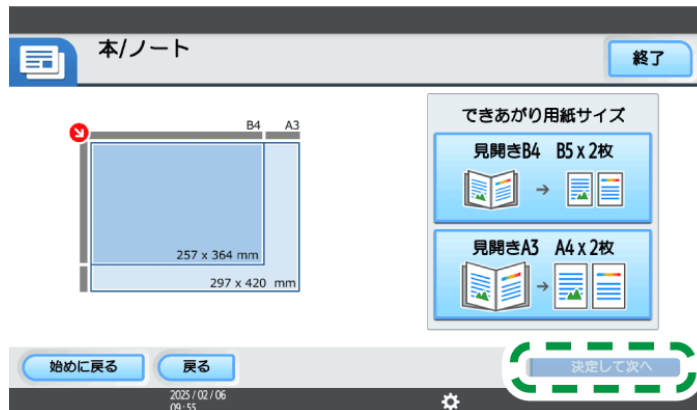 本/ノート
終了
B4 A3
257 x 364 mm
297 x 420 mm
できあがり用紙サイズ
見開きB4 B5 x 2枚
見開きA3 A4 x 2枚
始めに戻る
戻る
決定して次へ
2025 / 02 / 06
09:55